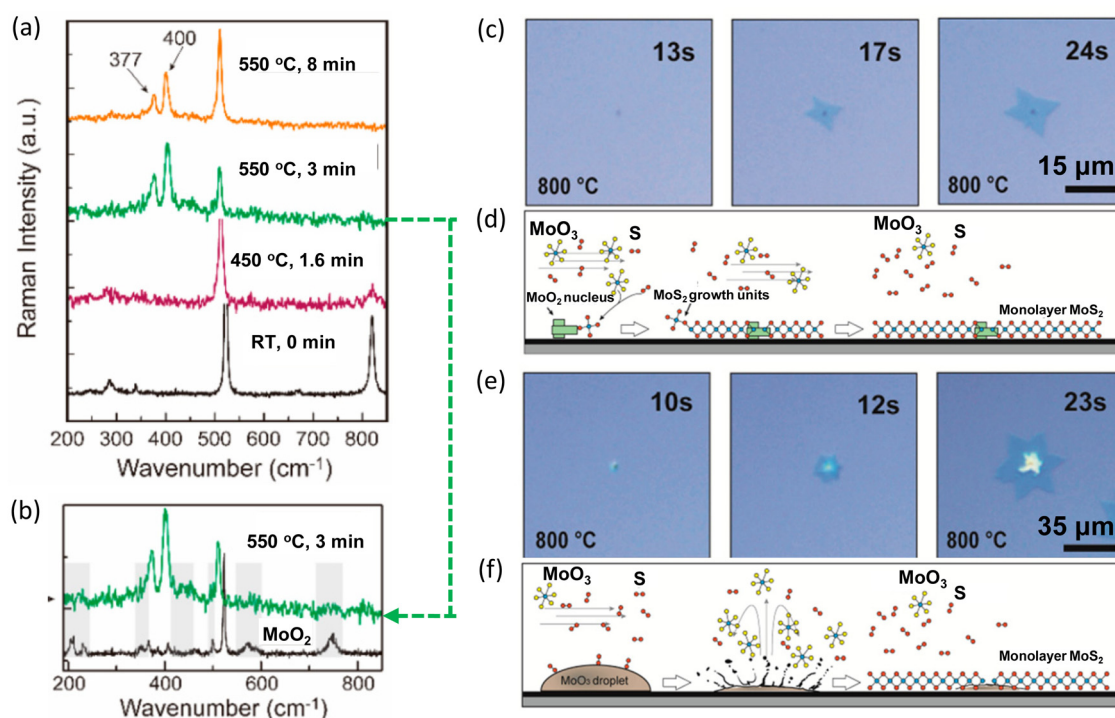 (a)
377
400
550 °C, 8 min
550 °C, 3 min
450 °C, 1.6 min
RT, 0 min
Raman Intensity (a.u.)
200 300 400 500 600 700 800
Wavenumber (cm-1)
(b)
550 °C, 3 min
MoO2
200 400 600 800
Wavenumber (cm-1)
(c)
13s
17s
24s
800 °C
800 °C
15 µm
(d)
MoO3
S
MoO3
S
MoO2 nucleus
MoS2 growth units
Monolayer MoS2
(e)
10s
12s
23s
800 °C
800 °C
35 µm
(f)
MoO3
S
MoO3
S
MoO3 droplet
Monolayer MoS2